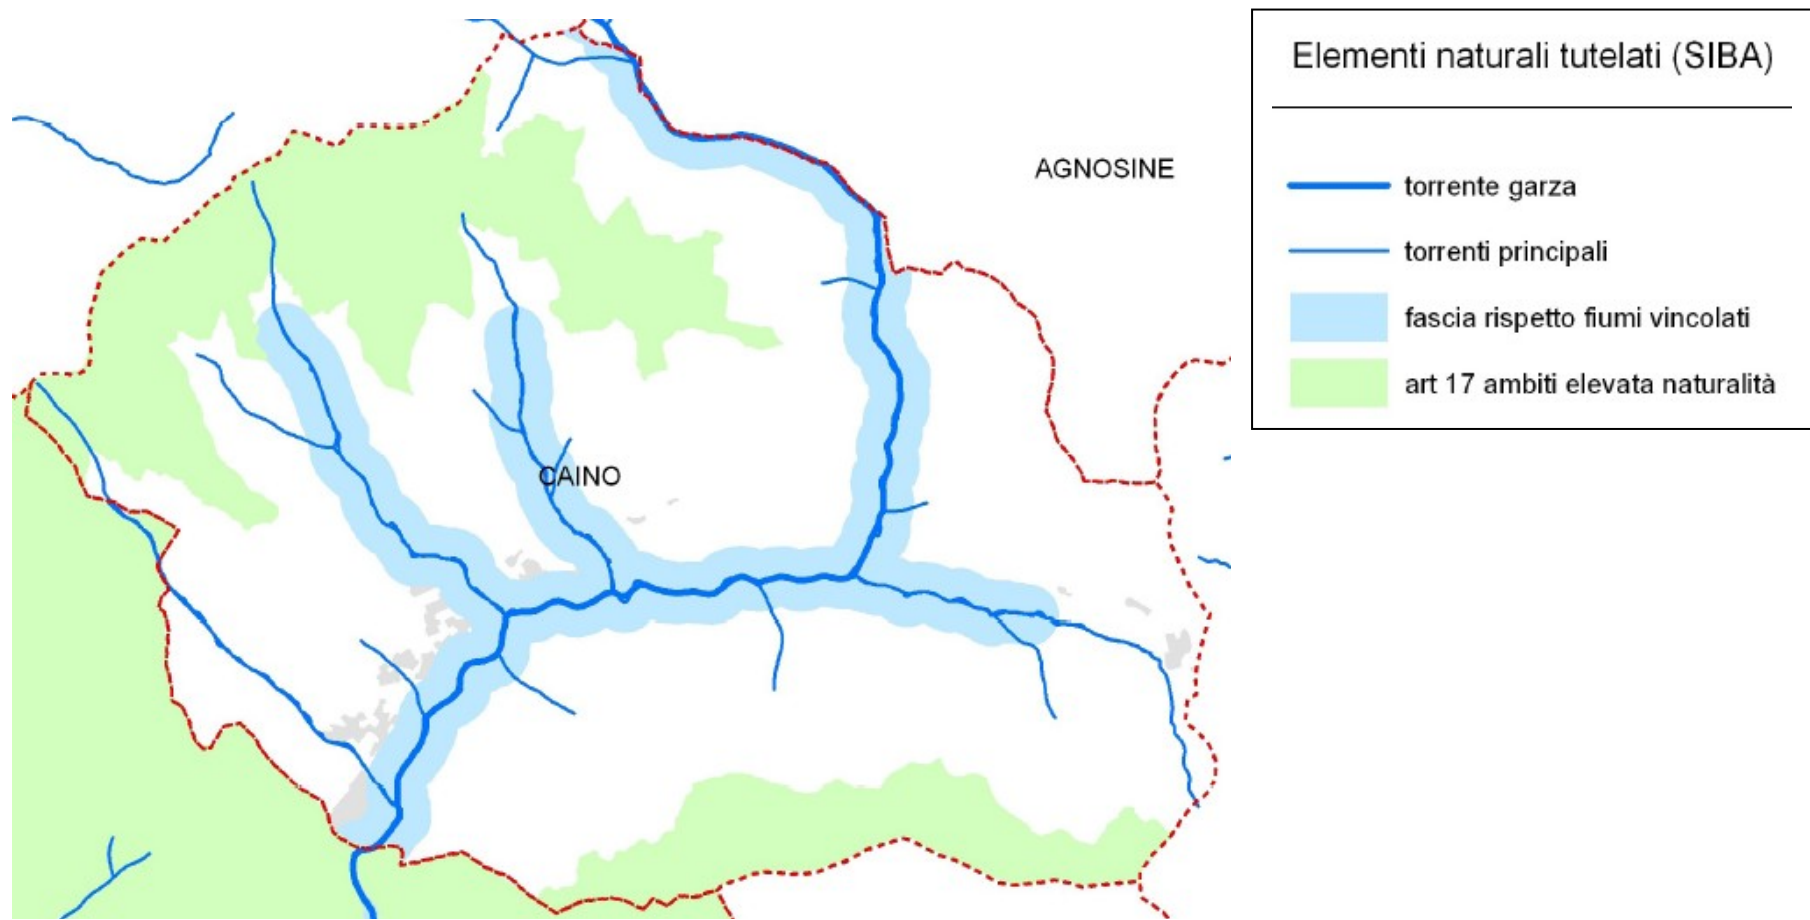 Elementi naturali tutelati (SIBA)
AGNOSINE
torrente garza
torrenti principali
fascia rispetto fiumi vincolati
art 17 ambiti elevata naturalità
CAINO